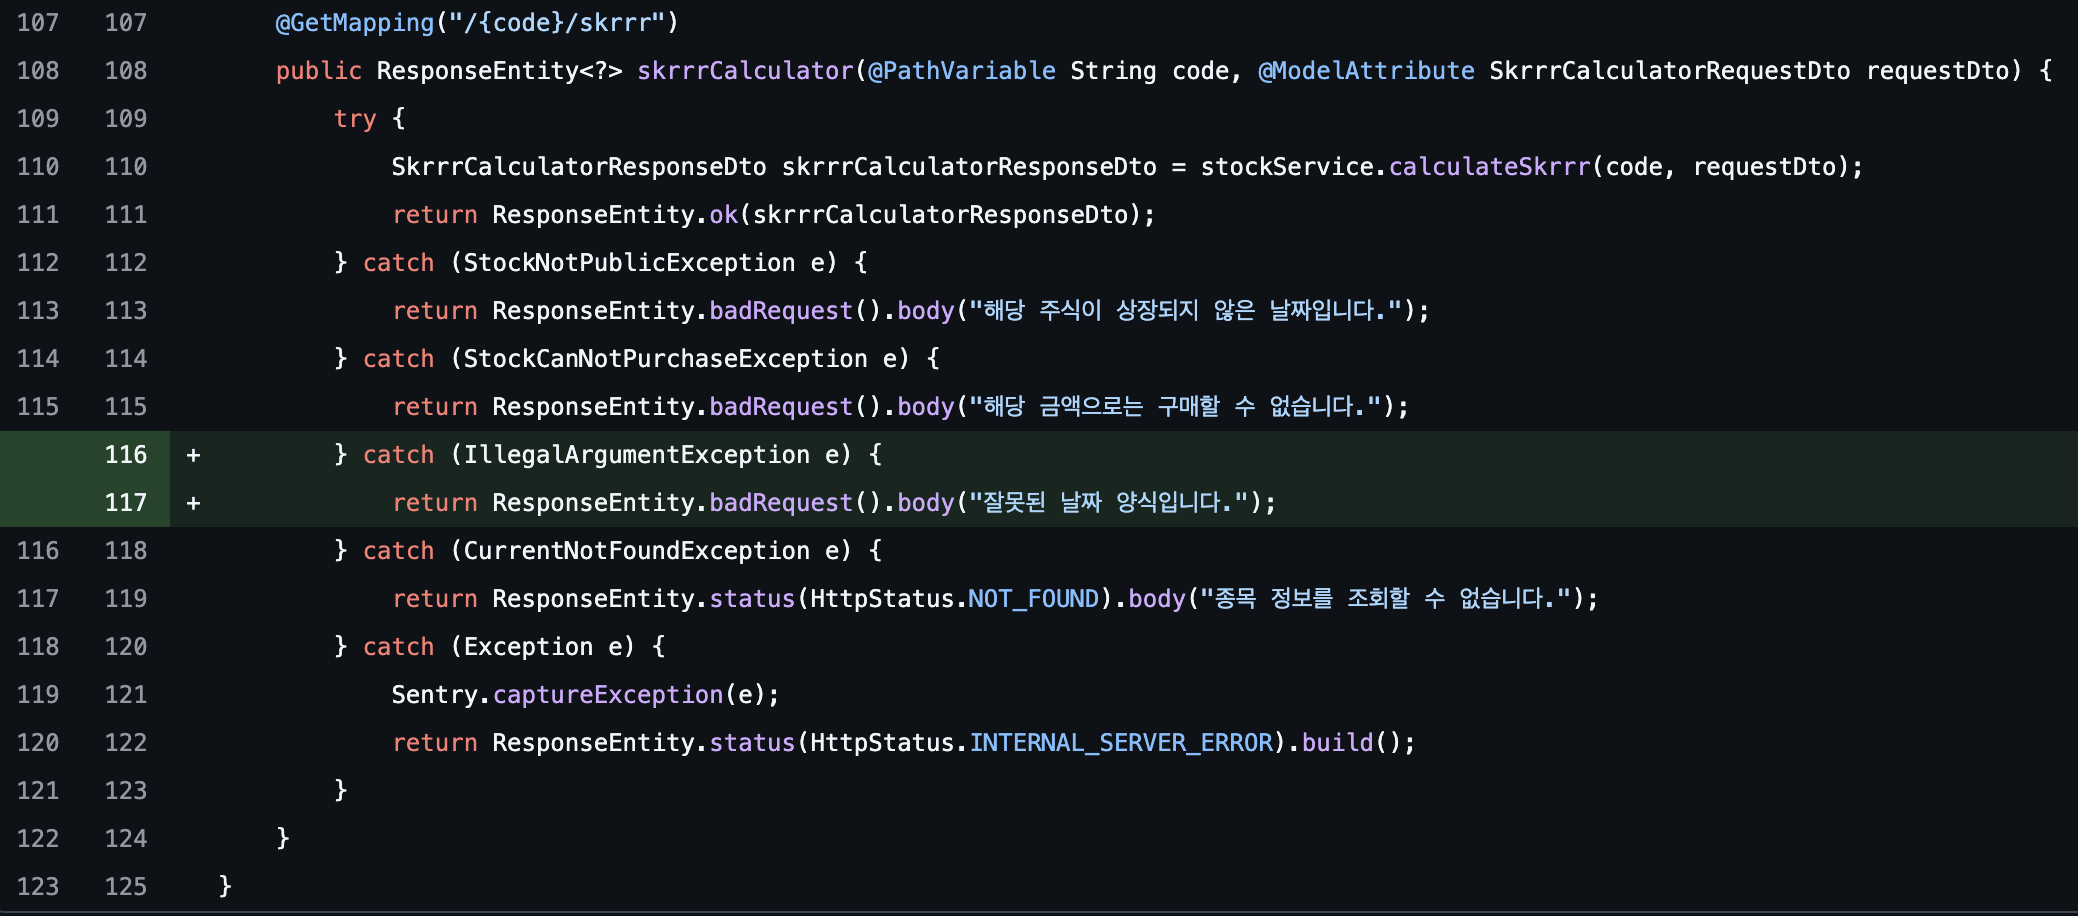 107 107 @GetMapping("/{code}/skrrr")
108 108 public ResponseEntity<?> skrrrCalculator(@PathVariable String code, @ModelAttribute SkrrrCalculatorRequestDto requestDto) {
109 109 try {
110 110 SkrrrCalculatorResponseDto skrrrCalculatorResponseDto = stockService.calculateSkrrr(code, requestDto);
111 111 return ResponseEntity.ok(skrrrCalculatorResponseDto);
112 112 } catch (StockNotPublicException e) {
113 113 return ResponseEntity.badRequest().body("해당 주식이 상장되지 않은 날짜입니다.");
114 114 } catch (StockCanNotPurchaseException e) {
115 115 return ResponseEntity.badRequest().body("해당 금액으로는 구매할 수 없습니다.");
116 + } catch (IllegalArgumentException e) {
117 + return ResponseEntity.badRequest().body("잘못된 날짜 양식입니다.");
116 118 } catch (CurrentNotFoundException e) {
117 119 return ResponseEntity.status(HttpStatus.NOT_FOUND).body("종목 정보를 조회할 수 없습니다.");
118 120 } catch (Exception e) {
119 121 Sentry.captureException(e);
120 122 return ResponseEntity.status(HttpStatus.INTERNAL_SERVER_ERROR).build();
121 123 }
122 124 }
123 125 }